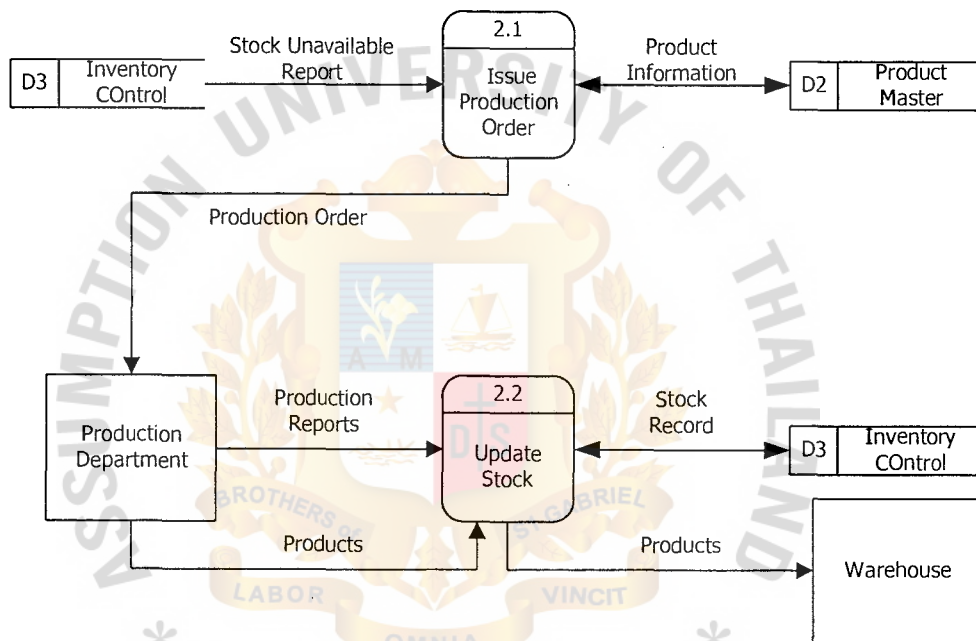 2.1
Issue
Production
Order
Stock Unavailable
Report
Product
Information
D3
Inventory
COntrol
D2
Product
Master
Production Order
Production
Department
Production
Reports
2.2
Update
Stock
Stock
Record
D3
Inventory
COntrol
Products
Products
Warehouse
ASSUMPTION UNIVERSITY OF THAILAND
A M
D S
BROTHERS of
ST GABRIEL
LABOR
VINCIT
OMNIA